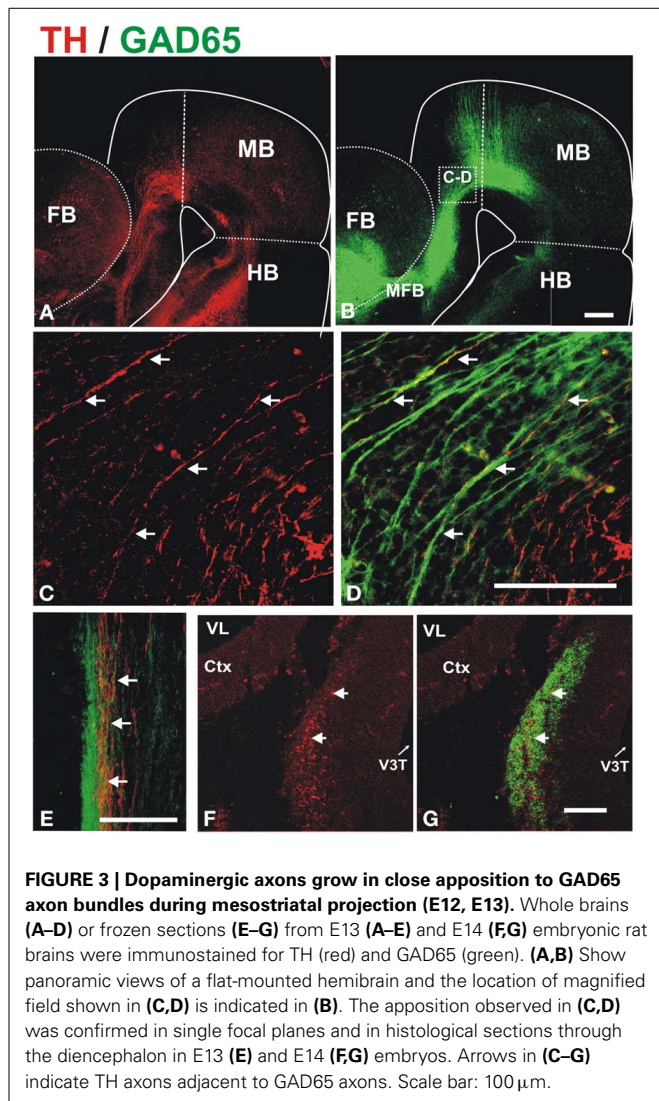 TH / GAD65
FB
MB
HB
A
FB
C-D
MB
MFB
HB
B
C
D
E
VL
Ctx
V3T
F
VL
Ctx
V3T
G
FIGURE 3 | Dopaminergic axons grow in close apposition to GAD65
axon bundles during mesostriatal projection (E12, E13). Whole brains
(A–D) or frozen sections (E–G) from E13 (A–E) and E14 (F,G) embryonic rat
brains were immunostained for TH (red) and GAD65 (green). (A,B) Show
panoramic views of a flat-mounted hemibrain and the location of magnified
field shown in (C,D) is indicated in (B). The apposition observed in (C,D)
was confirmed in single focal planes and in histological sections through
the diencephalon in E13 (E) and E14 (F,G) embryos. Arrows in (C–G)
indicate TH axons adjacent to GAD65 axons. Scale bar: 100 μm.